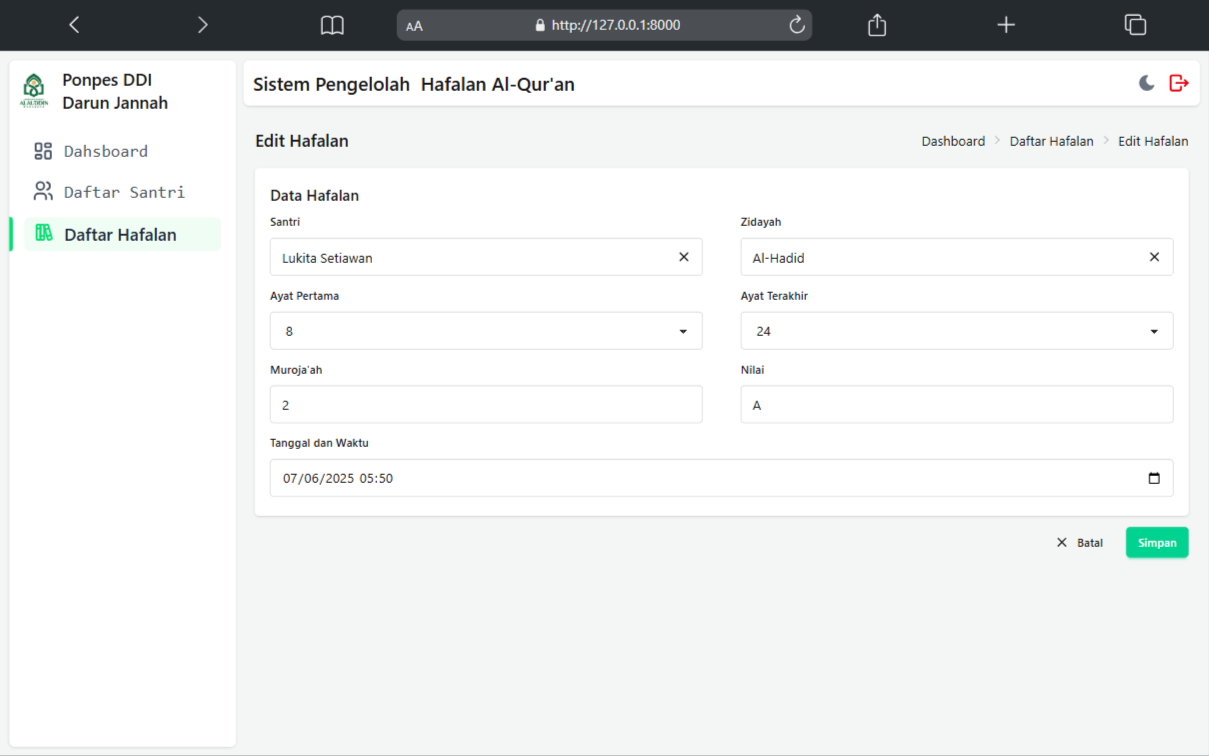 AA
http://127.0.0.1:8000
Ponpes DDI
Darun Jannah
Dahsboard
Daftar Santri
Daftar Hafalan
Sistem Pengelolah Hafalan Al-Qur'an
Edit Hafalan
Dashboard > Daftar Hafalan > Edit Hafalan
Data Hafalan
Santri Zidayah
Lukita Setiawan Al-Hadid
Ayat Pertama Ayat Terakhir
8 24
Muroja'ah Nilai
2 A
Tanggal dan Waktu
07/06/2025 05:50
Batal Simpan